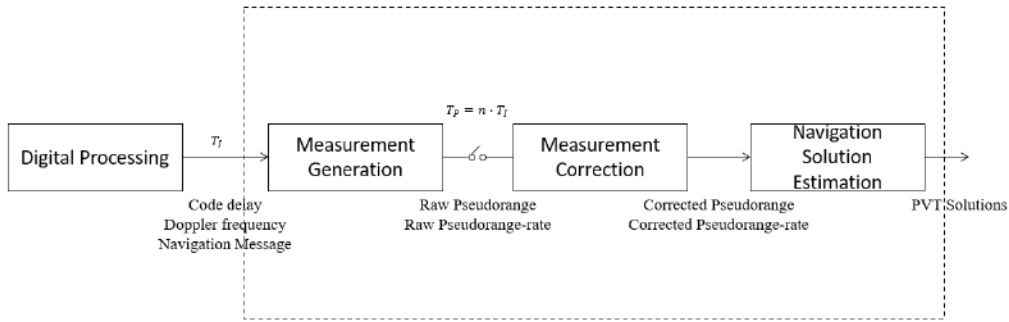 T_P = n · T_I
Digital Processing
T_I
Measurement
Generation
Measurement
Correction
Navigation
Solution
Estimation
Code delay
Doppler frequency
Navigation Message
Raw Pseudorange
Raw Pseudorange-rate
Corrected Pseudorange
Corrected Pseudorange-rate
PVT Solutions